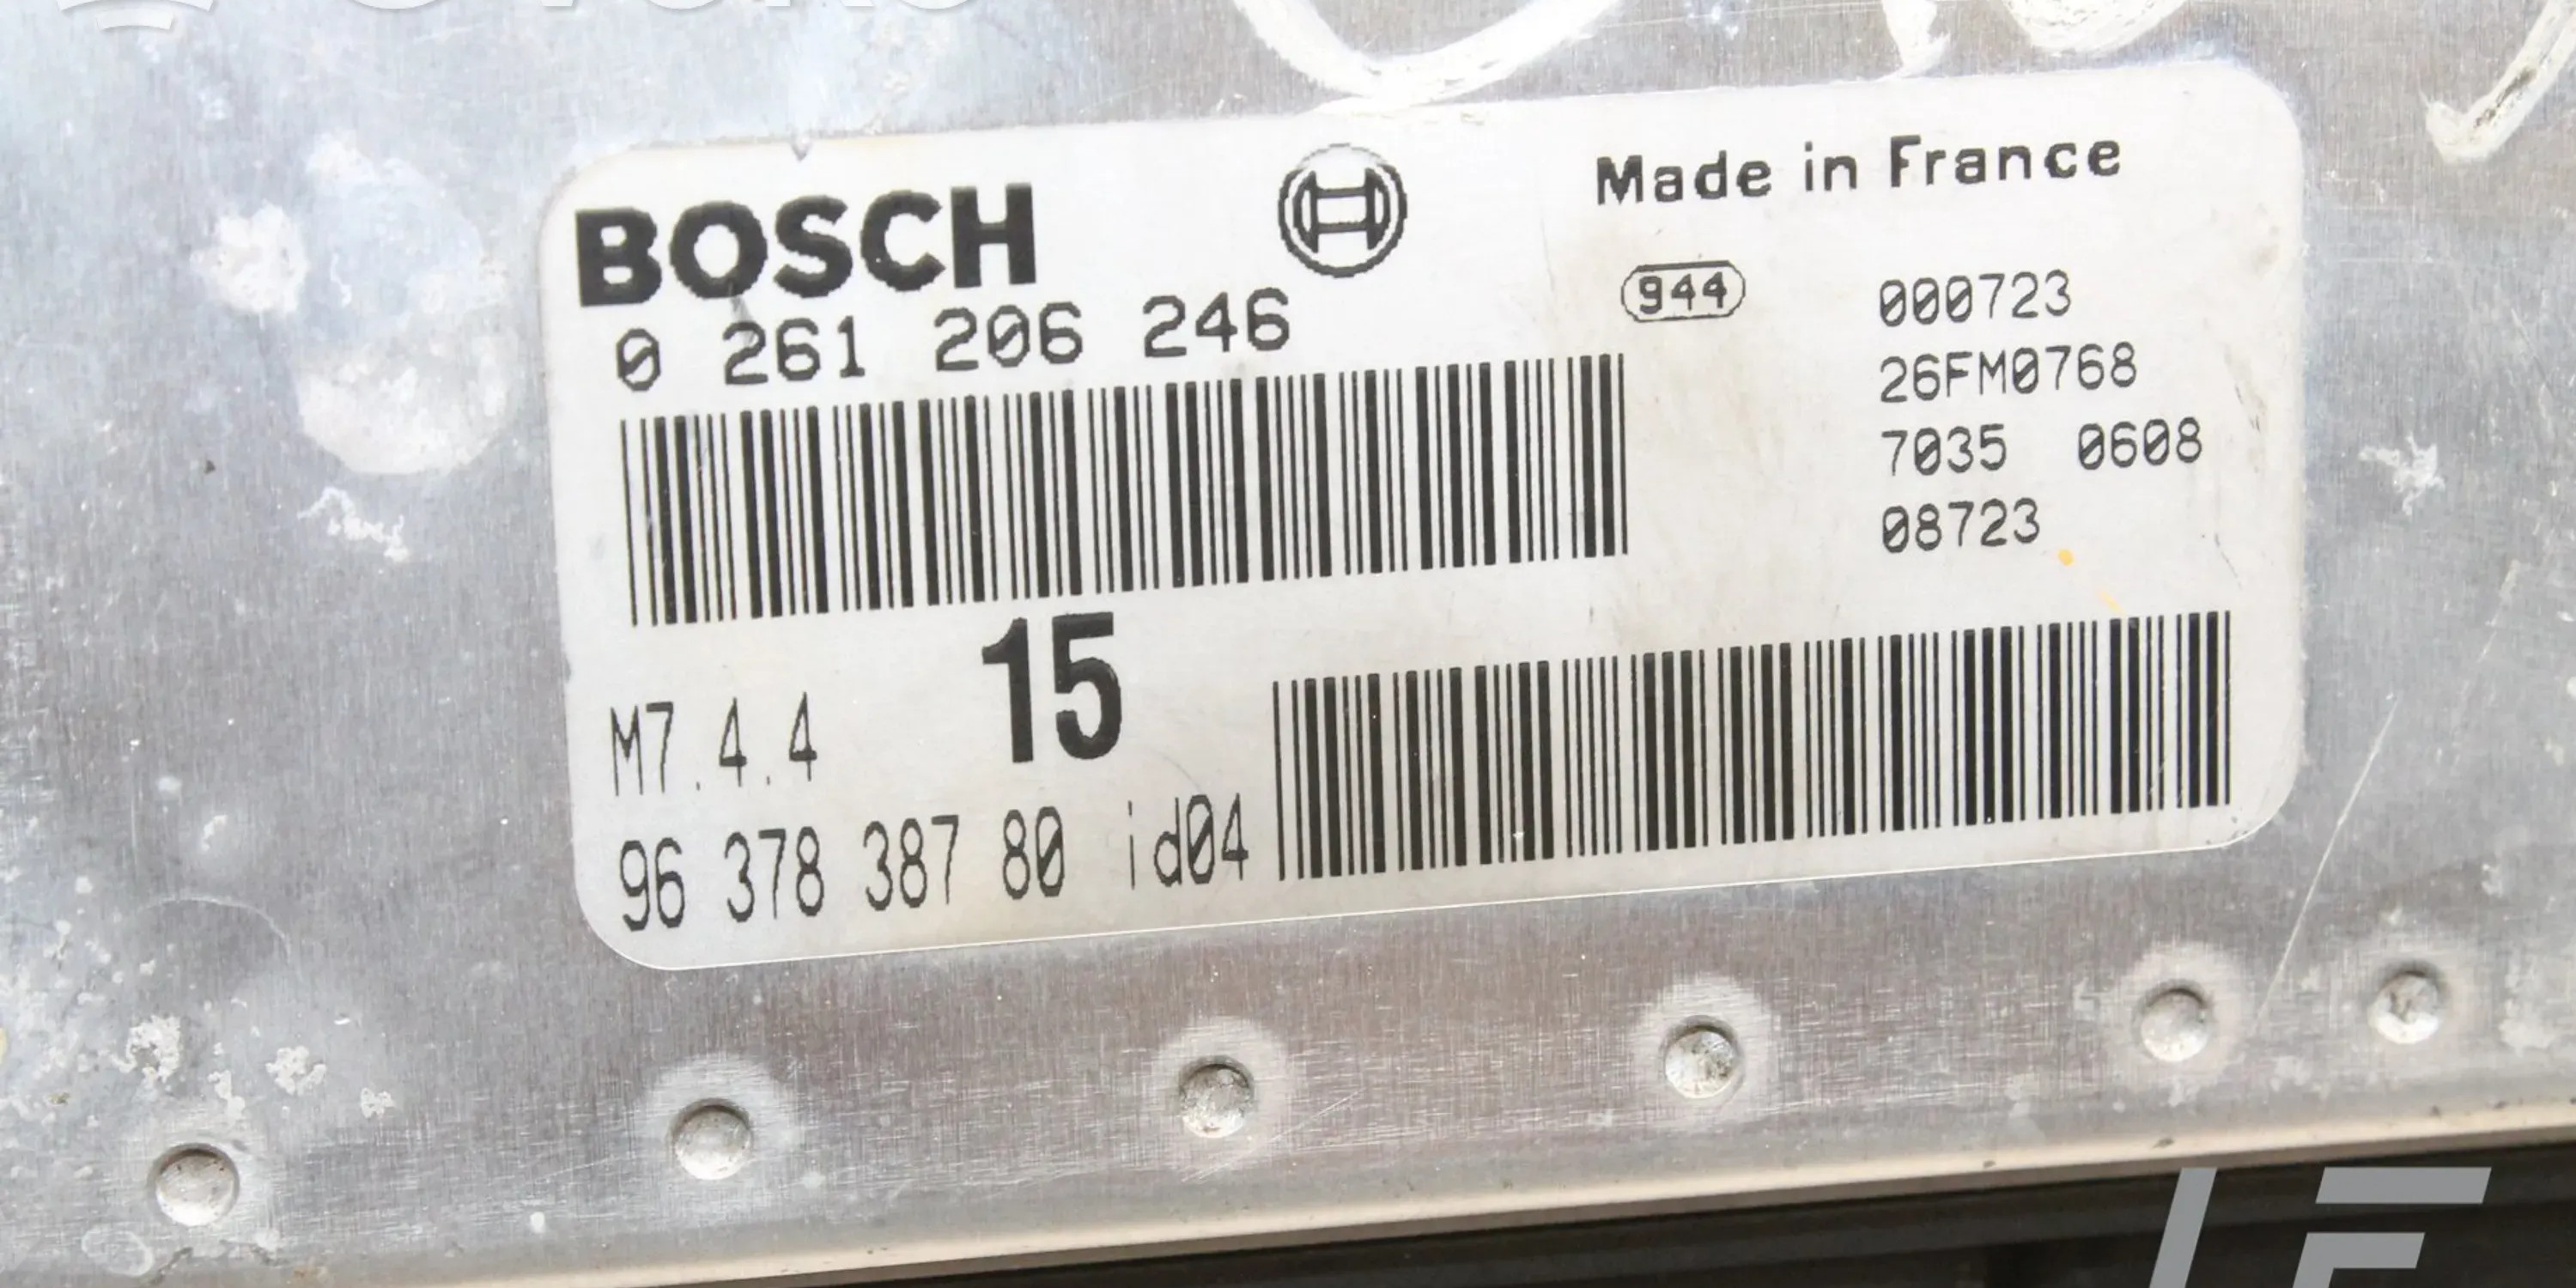 BOSCH
Made in France
0 261 206 246
944
000723
26FM0768
7035 0608
08723
M7.4.4
15
96 378 387 80 id04